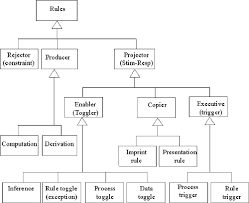 Rules
Rejector
(constraint)
Producer
Projector
(Stim-Resp)
Enabler
(Toggler)
Copier
Executive
(trigger)
Computation
Derivation
Imprint
rule
Presentation
rule
Inference
Rule toggle
(exception)
Process
toggle
Data
toggle
Process
trigger
Rule
trigger